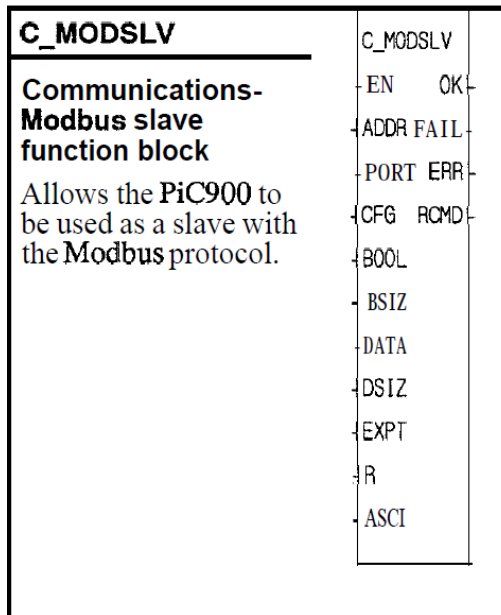 C_MODSLV
Communications-
Modbus slave
function block
Allows the PiC900 to
be used as a slave with
the Modbus protocol.
C_MODSLV
EN OK
ADDR FAIL
PORT ERR
CFG RCMD
BOOL
BSIZ
DATA
DSIZ
EXPT
R
ASCI